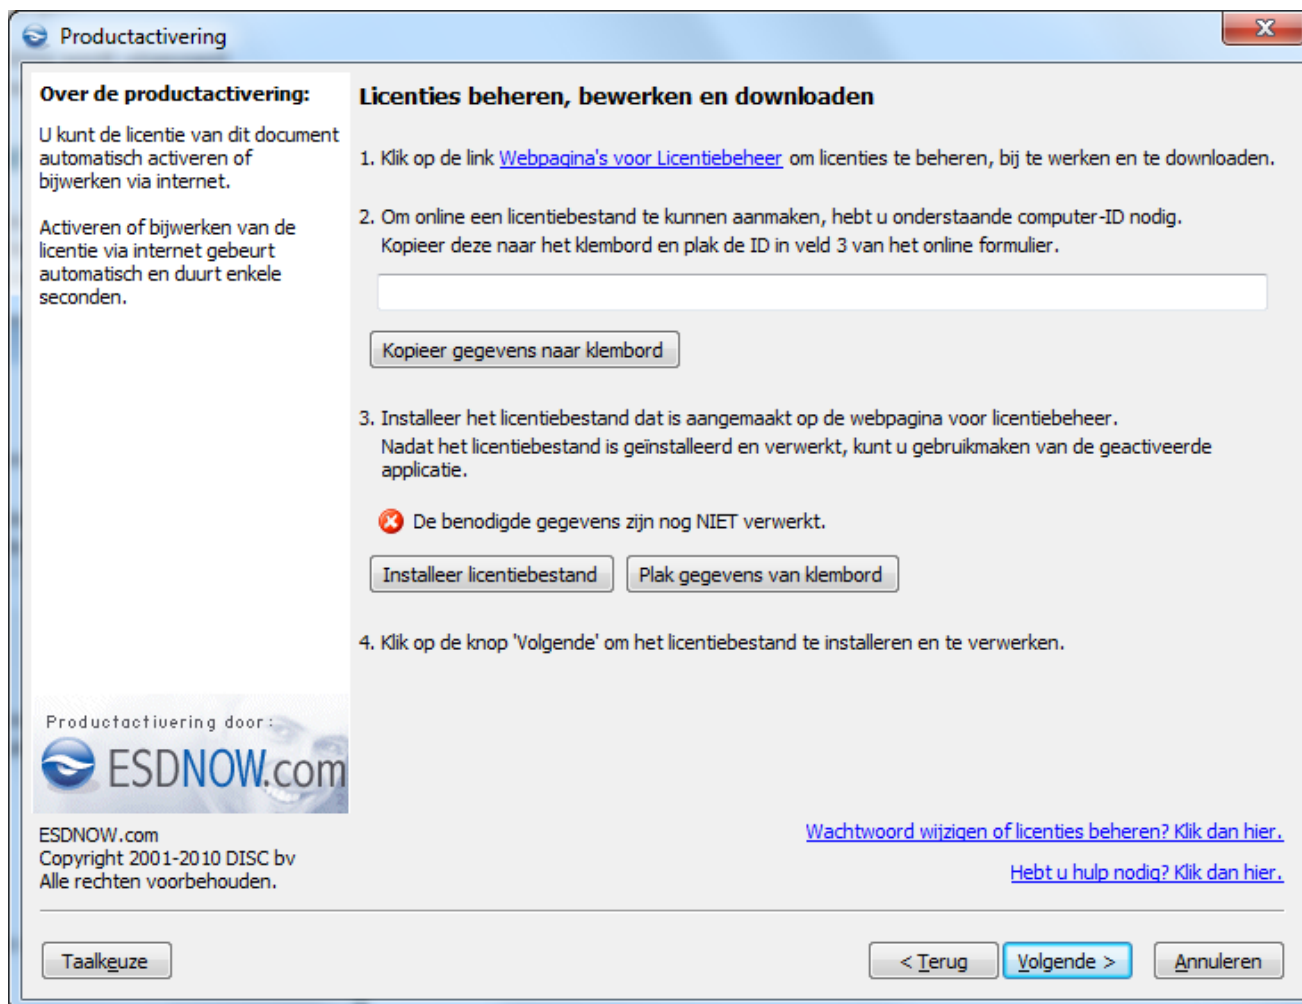 Productactivering
Over de productactivering:
U kunt de licentie van dit document
automatisch activeren of
bijwerken via internet.
Activeren of bijwerken van de
licentie via internet gebeurt
automatisch en duurt enkele
seconden.
Licenties beheren, bewerken en downloaden
1. Klik op de link Webpagina's voor Licentiebeheer om licenties te beheren, bij te werken en te downloaden.
2. Om online een licentiebestand te kunnen aanmaken, hebt u onderstaande computer-ID nodig.
Kopieer deze naar het klembord en plak de ID in veld 3 van het online formulier.
Kopieer gegevens naar klembord
3. Installeer het licentiebestand dat is aangemaakt op de webpagina voor licentiebeheer.
Nadat het licentiebestand is geïnstalleerd en verwerkt, kunt u gebruikmaken van de geactiveerde
applicatie.
De benodigde gegevens zijn nog NIET verwerkt.
Installeer licentiebestand Plak gegevens van klembord
4. Klik op de knop 'Volgende' om het licentiebestand te installeren en te verwerken.
Productactivering door:
ESDNOW.com
ESDNOW.com
Copyright 2001-2010 DISC bv
Alle rechten voorbehouden.
Wachtwoord wijzigen of licenties beheren? Klik dan hier.
Hebt u hulp nodig? Klik dan hier.
Taalkeuze < Terug Volgende > Annuleren